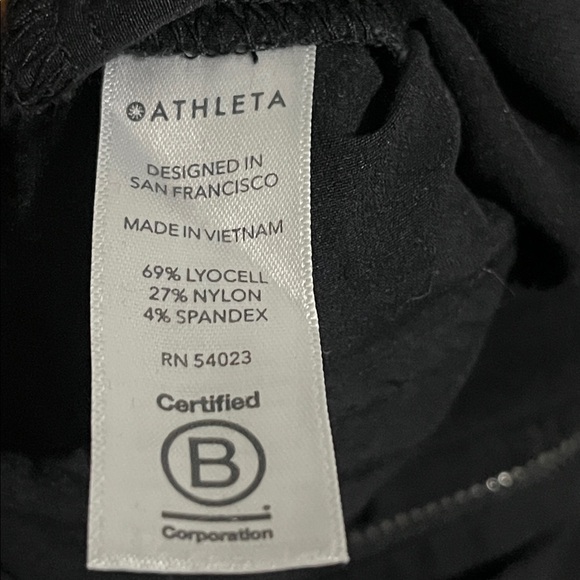 ATHLETA
DESIGNED IN
SAN FRANCISCO
MADE IN VIETNAM
69% LYOCELL
27% NYLON
4% SPANDEX
RN 54023
Certified
B
Corporation